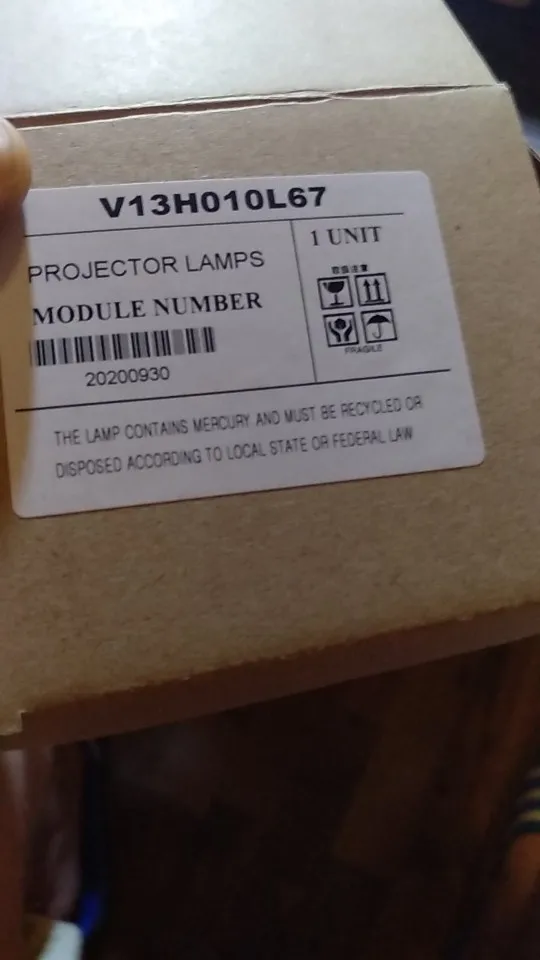 V13H010L67
PROJECTOR LAMPS
1 UNIT
MODULE NUMBER
20200930
FRAGILE
THE LAMP CONTAINS MERCURY AND MUST BE RECYCLED OR
DISPOSED ACCORDING TO LOCAL STATE OR FEDERAL LAW